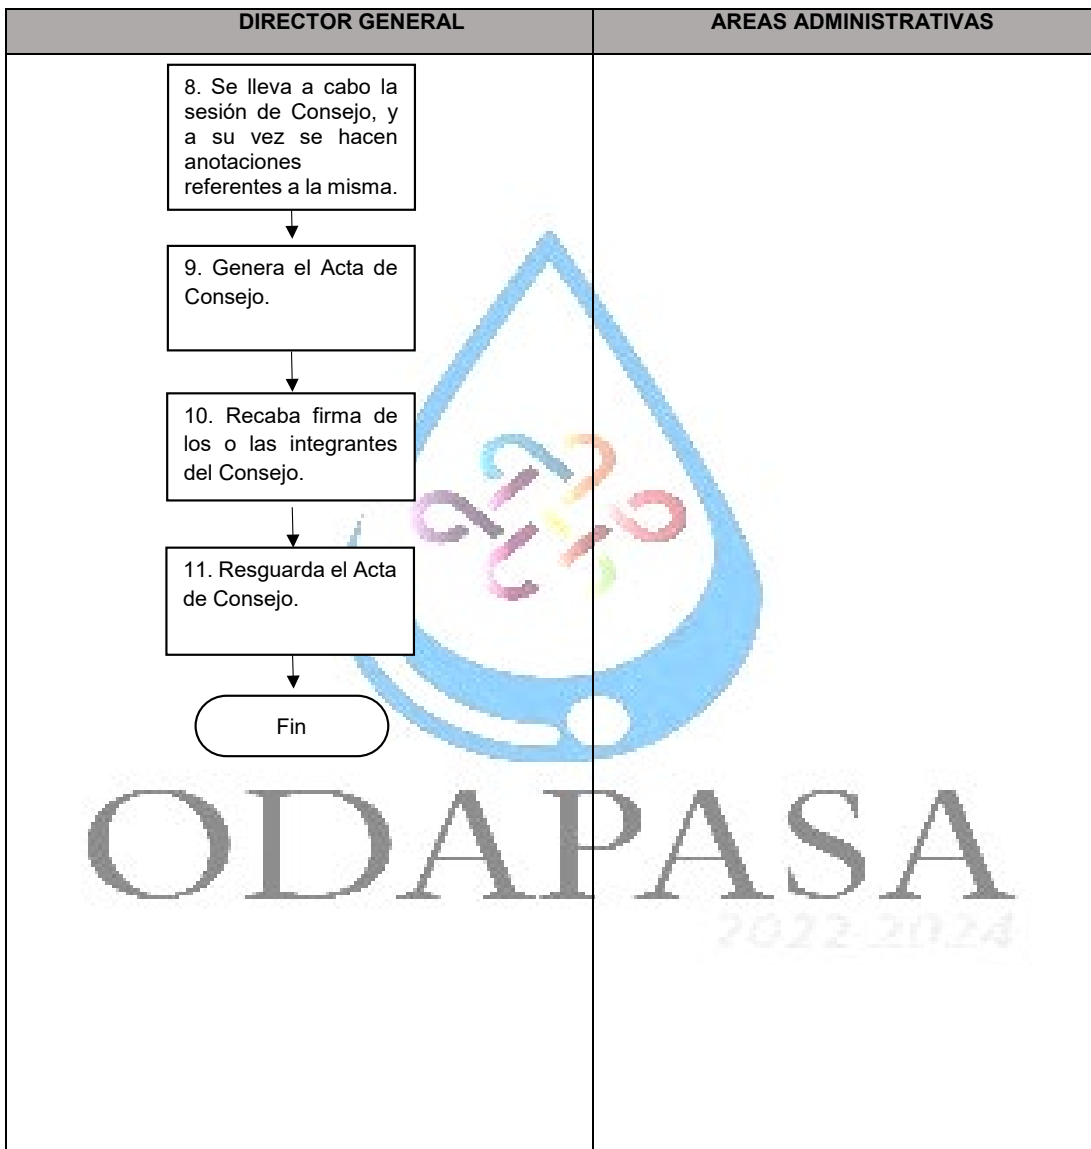 DIRECTOR GENERAL
AREAS ADMINISTRATIVAS
8. Se lleva a cabo la
sesión de Consejo, y
a su vez se hacen
anotaciones
referentes a la misma.
9. Genera el Acta de
Consejo.
10. Recaba firma de
los o las integrantes
del Consejo.
11. Resguarda el Acta
de Consejo.
Fin
ODAPASA
2022-2024